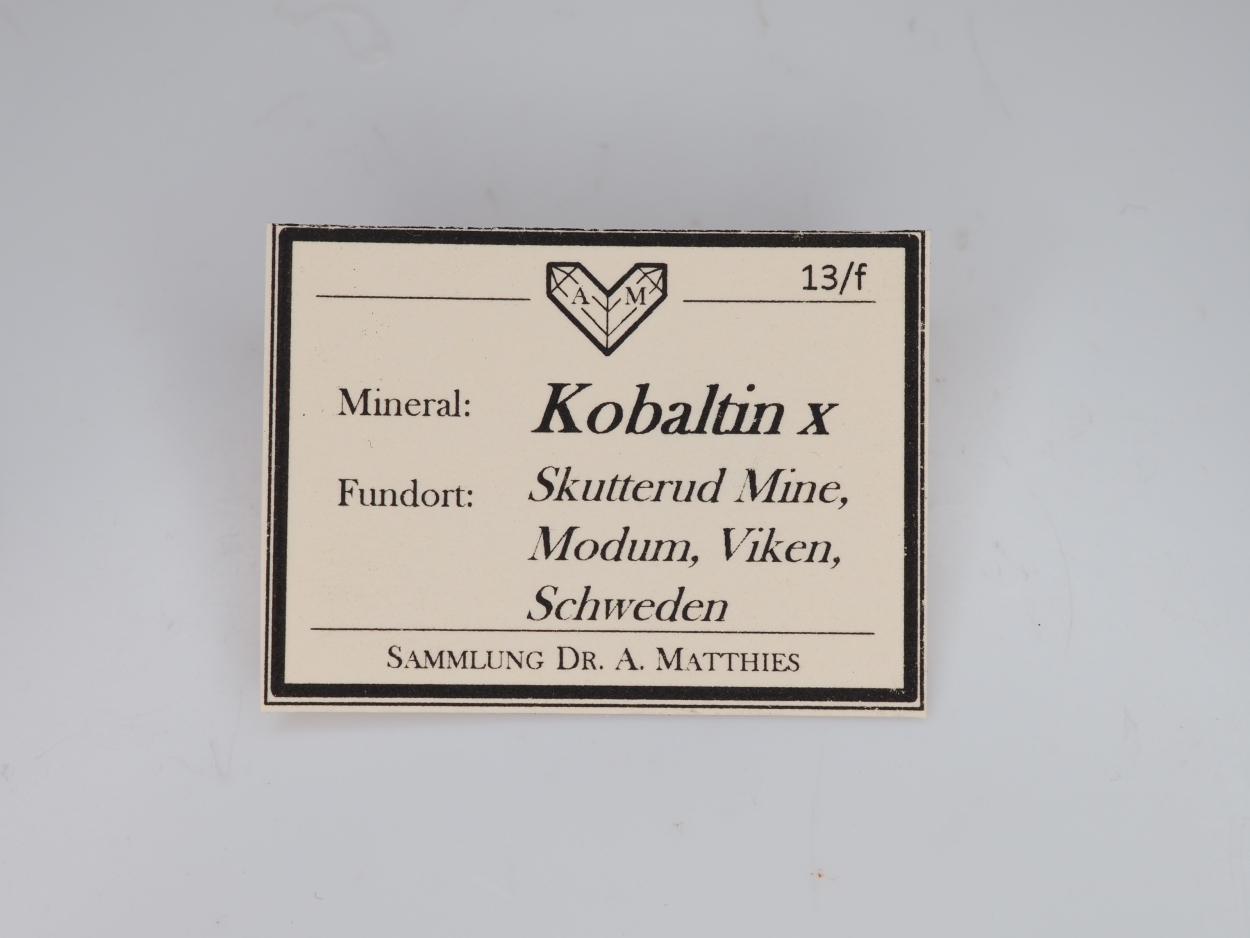 13/f
A M
Mineral: Kobaltin x
Fundort: Skutterud Mine,
Modum, Viken,
Schweden
SAMMLUNG DR. A. MATTHIES